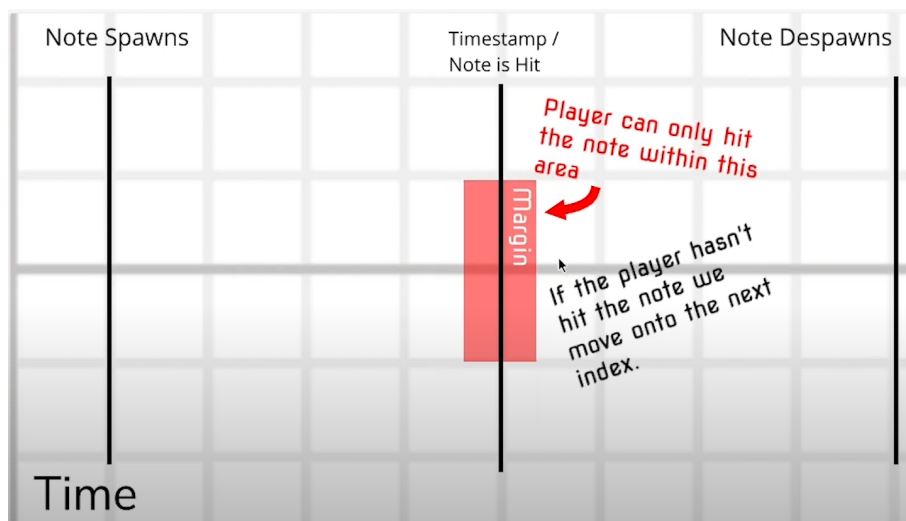 Note Spawns
Timestamp /
Note is Hit
Note Despawns
Player can only hit
the note within this
area
Margin
If the player hasn't
hit the note we
move onto the next
index.
Time